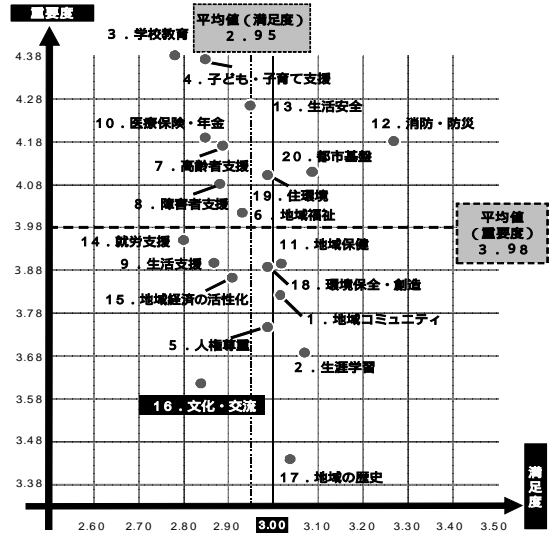 重要度
平均値(満足度)
2.95
3.学校教育
4.子ども・子育て支援
13.生活安全
10.医療保険・年金
12.消防・防災
7.高齢者支援
20.都市基盤
8.障害者支援
19.住環境
6.地域福祉
平均値
(重要度)
3.98
14.就労支援
11.地域保健
9.生活支援
18.環境保全・創造
15.地域経済の活性化
1.地域コミュニティ
5.人権尊重
2.生涯学習
16.文化・交流
17.地域の歴史
満足度
4.38
4.28
4.18
4.08
3.98
3.88
3.78
3.68
3.58
3.48
3.38
2.60 2.70 2.80 2.90 3.00 3.10 3.20 3.30 3.40 3.50